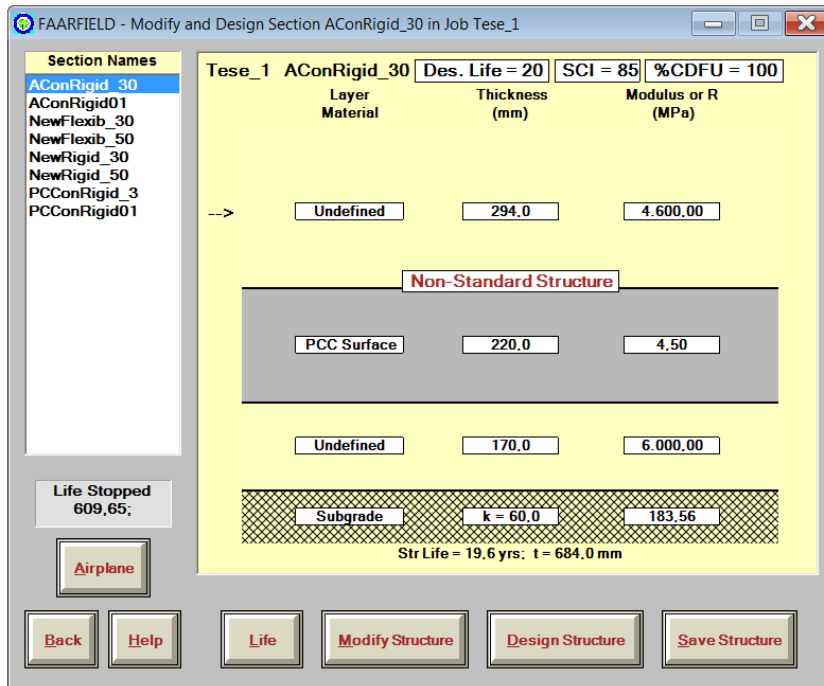 FAARFIELD - Modify and Design Section AConRigid_30 in Job Tese_1
Section Names
AConRigid_30
AConRigid01
NewFlexib_30
NewFlexib_50
NewRigid_30
NewRigid_50
PCConRigid_3
PCConRigid01
Life Stopped
609,65;
Airplane
Back
Help
Tese_1 AConRigid_30 Des. Life = 20 SCI = 85 %CDFU = 100
Layer Material
Thickness (mm)
Modulus or R (MPa)
--> Undefined 294,0 4.600,00
Non-Standard Structure
PCC Surface 220,0 4,50
Undefined 170,0 6.000,00
Subgrade k = 60,0 183,56
Str Life = 19,6 yrs; t = 684,0 mm
Life
Modify Structure
Design Structure
Save Structure